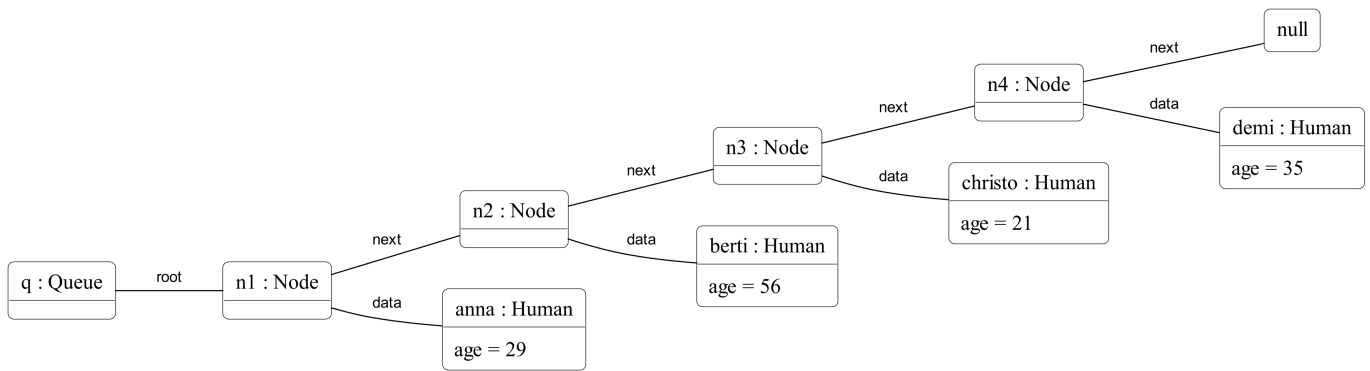 null
next
n4 : Node
next
data
demi : Human
age = 35
n3 : Node
next
data
christo : Human
age = 21
n2 : Node
next
data
berti : Human
age = 56
q : Queue
root
n1 : Node
data
anna : Human
age = 29